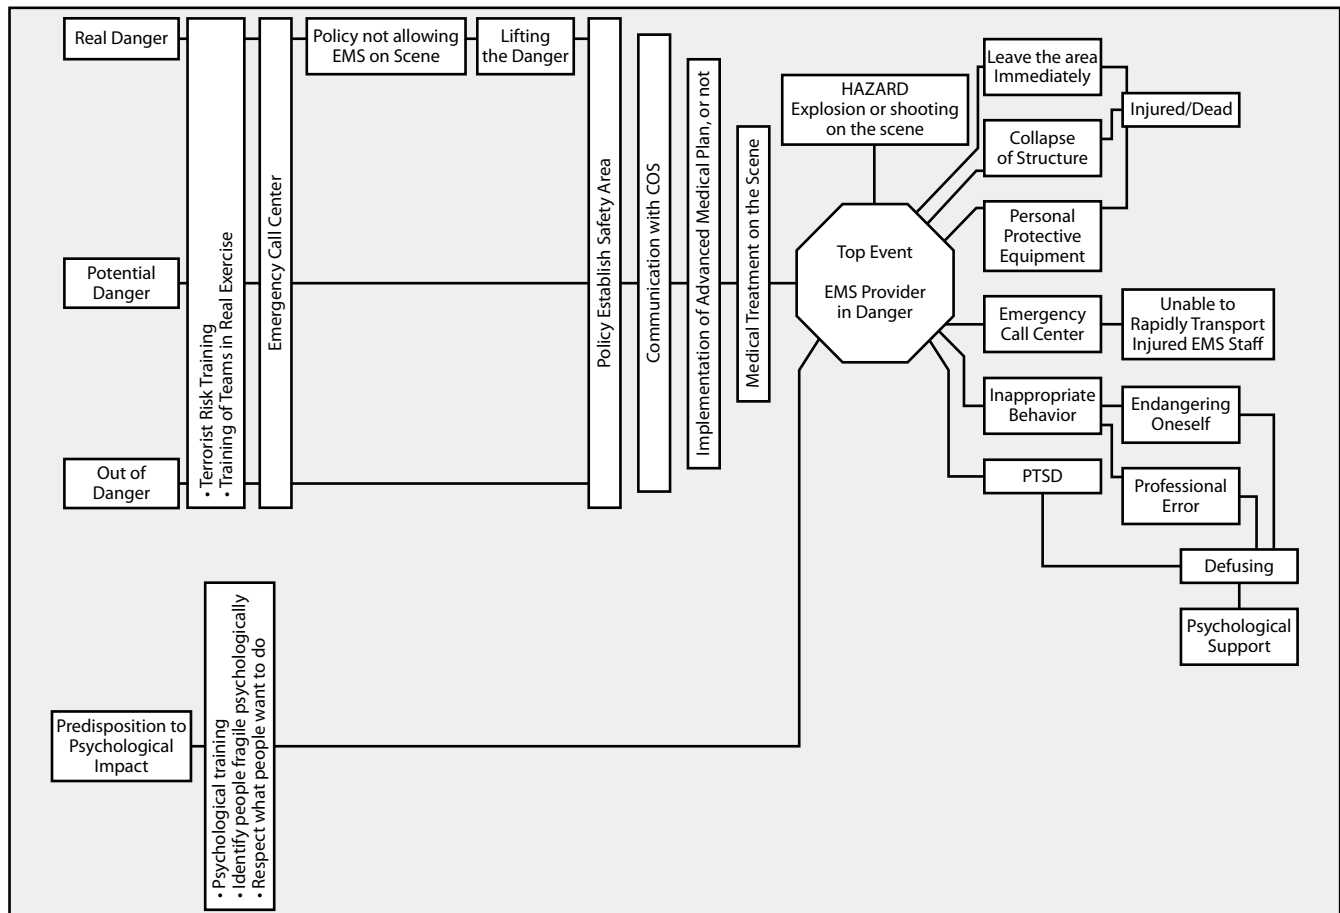 Real Danger
Potential
Danger
Out of
Danger
• Terrorist Risk Training
• Training of Teams in Real Exercise
Emergency Call Center
Policy not allowing
EMS on Scene
Lifting
the Danger
Policy Establish Safety Area
Communication with COS
Implementation of Advanced Medical Plan, or not
Medical Treatment on the Scene
HAZARD
Explosion or shooting
on the scene
Top Event
EMS Provider
in Danger
Leave the area
Immediately
Collapse
of Structure
Personal
Protective
Equipment
Injured/Dead
Emergency
Call Center
Unable to
Rapidly Transport
Injured EMS Staff
Inappropriate
Behavior
Endangering
Oneself
PTSD
Professional
Error
Defusing
Psychological
Support
Predisposition to
Psychological
Impact
• Psychological training
• Identify people fragile psychologically
• Respect what people want to do